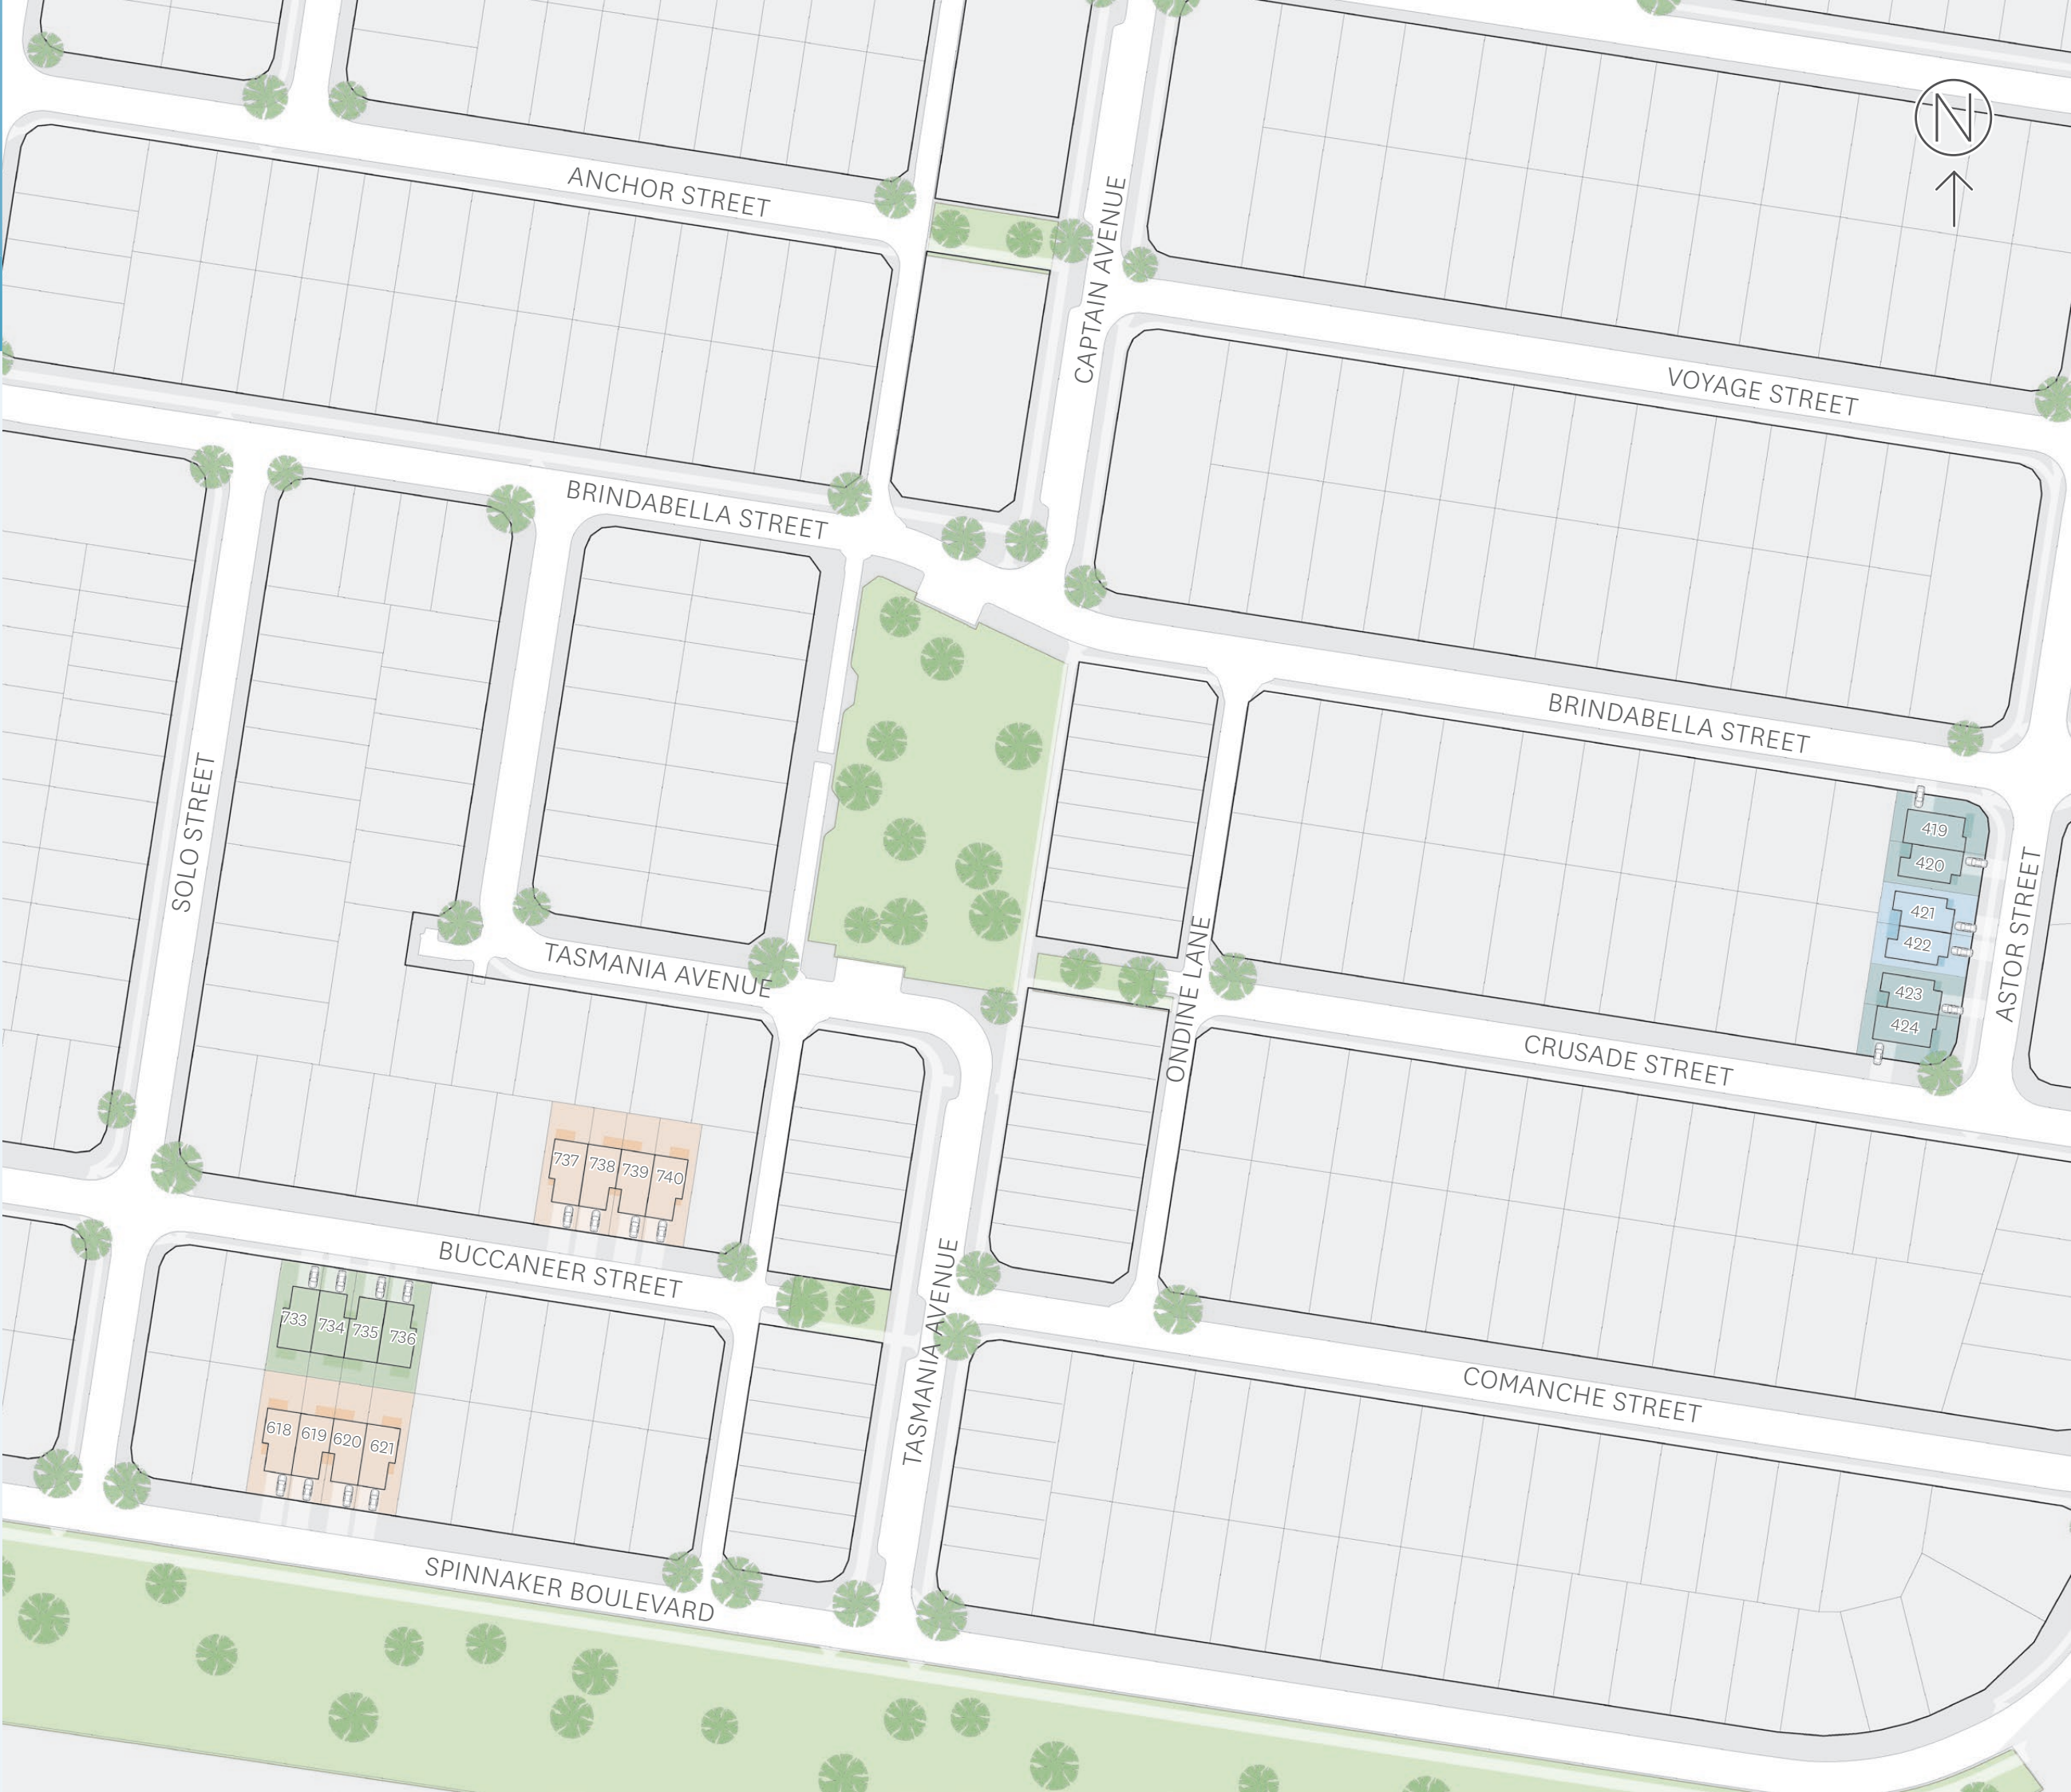 N
ANCHOR STREET
CAPTAIN AVENUE
VOYAGE STREET
BRINDABELLA STREET
BRINDABELLA STREET
SOLO STREET
419
420
421
422
423
424
ASTOR STREET
TASMANIA AVENUE
ONDINE LANE
CRUSADE STREET
737
738
739
740
BUCCANEER STREET
733
734
735
736
TASMANIA AVENUE
COMANCHE STREET
618
619
620
621
SPINNAKER BOULEVARD